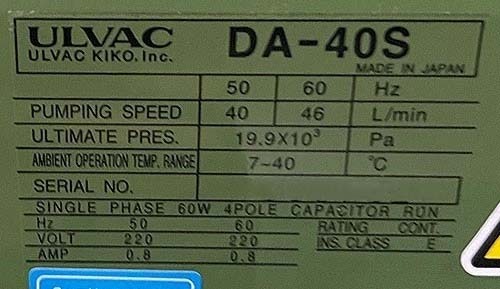 ULVAC DA-40S
ULVAC KIKO. Inc.
MADE IN JAPAN
50 60 Hz
PUMPING SPEED 40 46 L/min
ULTIMATE PRES. 19.9X10³ Pa
AMBIENT OPERATION TEMP. RANGE 7~40 °C
SERIAL NO.
SINGLE PHASE 60W 4POLE CAPACITOR RUN
Hz 50 60 RATING CONT.
VOLT 220 220 INS. CLASS E
AMP 0.8 0.8